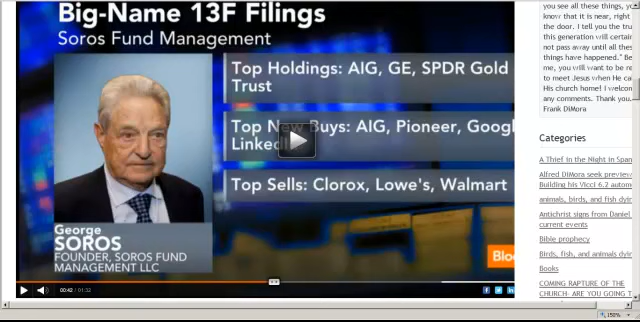 Big-Name 13F Filings
Soros Fund Management
Top Holdings: AIG, GE, SPDR Gold
Trust
Top New Buys: AIG, Pioneer, Googl
LinkedI
Top Sells: Clorox, Lowe's, Walmart
George
SOROS
FOUNDER, SOROS FUND
MANAGEMENT LLC
Bloo
00:42 / 01:32
you see all these things, yo
know that it is near, right
the door. I tell you the tru
this generation will certain
not pass away until all thes
things have happened." Be
me, you will want to be re
to meet Jesus when He ca
His church home! I welcom
any comments. Thank you.
Frank DiMora
Categories
A Thief in the Night in Span
Alfred DiMora seek preview
Building his Vicci 6.2 autom
animals, birds, and fish dyin
Antichrist signs from Daniel
current events
Bible prophecy
Birds, fish, and animals dyin
Books
COMING RAPTURE OF THE
CHURCH- ARE YOU GOING T
150%